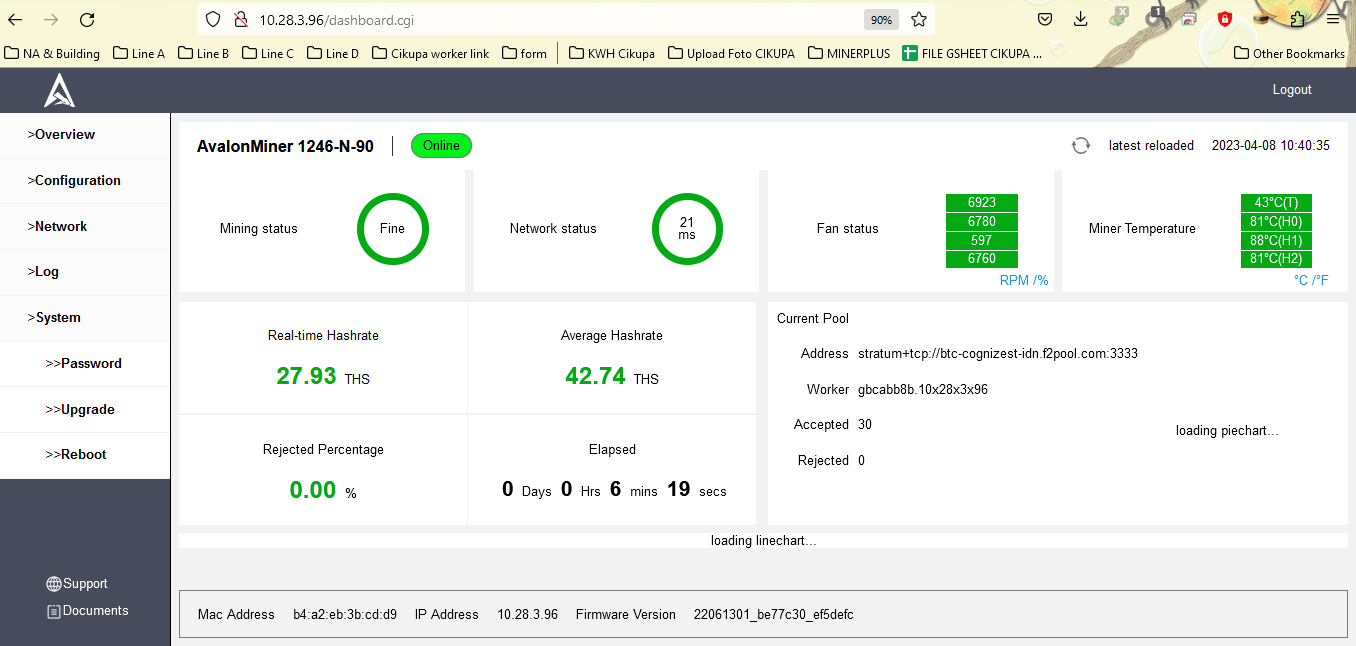 10.28.3.96/dashboard.cgi 90% X 1
NA & Building Line A Line B Line C Line D Cikupa worker link form KWH Cikupa Upload Foto CIKUPA MINERPLUS FILE GSHEET CIKUPA ... Other Bookmarks
Logout
>Overview
>Configuration
>Network
>Log
>System
>>Password
>>Upgrade
>>Reboot
Support
Documents
AvalonMiner 1246-N-90 Online latest reloaded 2023-04-08 10:40:35
Mining status Fine
Network status
21
ms
Fan status
6923
6780
597
6760
RPM /%
Miner Temperature
43°C(T)
81°C(H0)
88°C(H1)
81°C(H2)
°C /°F
Real-time Hashrate
27.93 THS
Average Hashrate
42.74 THS
Rejected Percentage
0.00 %
Elapsed
0 Days 0 Hrs 6 mins 19 secs
Current Pool
Address stratum+tcp://btc-cognizest-idn.f2pool.com:3333
Worker gbcabb8b.10x28x3x96
Accepted 30
Rejected 0
loading piechart...
loading linechart...
Mac Address b4:a2:eb:3b:cd:d9 IP Address 10.28.3.96 Firmware Version 22061301_be77c30_ef5defc